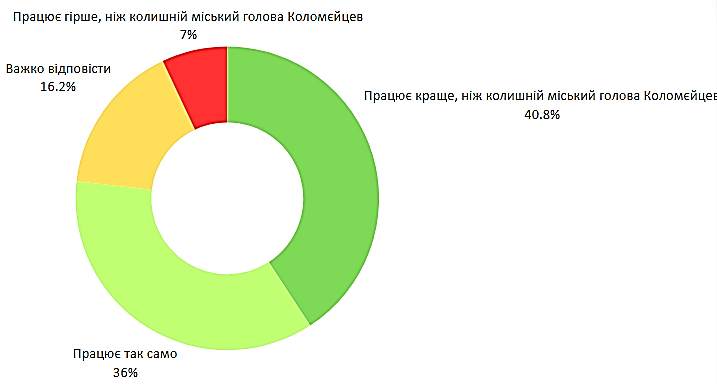 Працює гірше, ніж колишній міський голова Коломєйцев
7%
Важко відповісти
16.2%
Працює краще, ніж колишній міський голова Коломєйцев
40.8%
Працює так само
36%